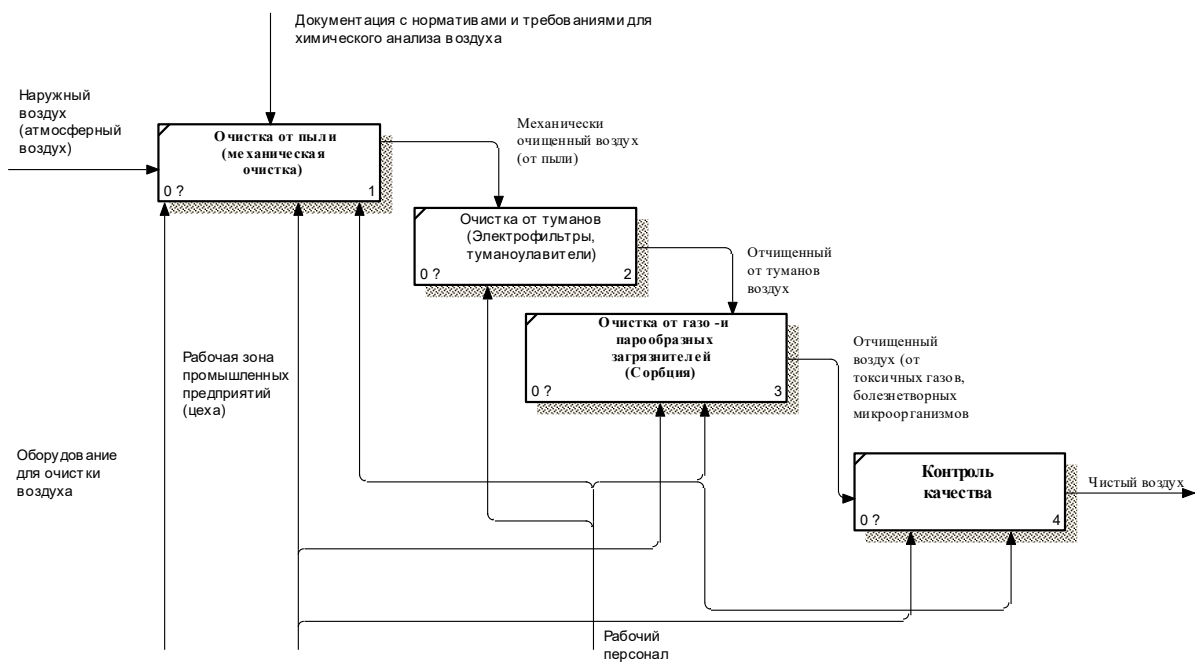 Документация с нормативами и требованиями для
химического анализа воздуха
Наружный
воздух
(атмосферный
воздух)
Очистка от пыли
(механическая
очистка)
0 ?
1
Механически
очищенный воздух
(от пыли)
Очистка от туманов
(Электрофильтры,
туманоулавители)
0 ?
2
Отчищенный
от туманов
воздух
Очистка от газо -и
парообразных
загрязнителей
(Сорбция)
0 ?
3
Отчищенный
воздух (от
токсичных газов,
болезнетворных
микроорганизмов
Рабочая зона
промышленных
предприятий
(цеха)
Оборудование
для очистки
воздуха
Контроль
качества
0 ?
4
Чистый воздух
Рабочий
персонал